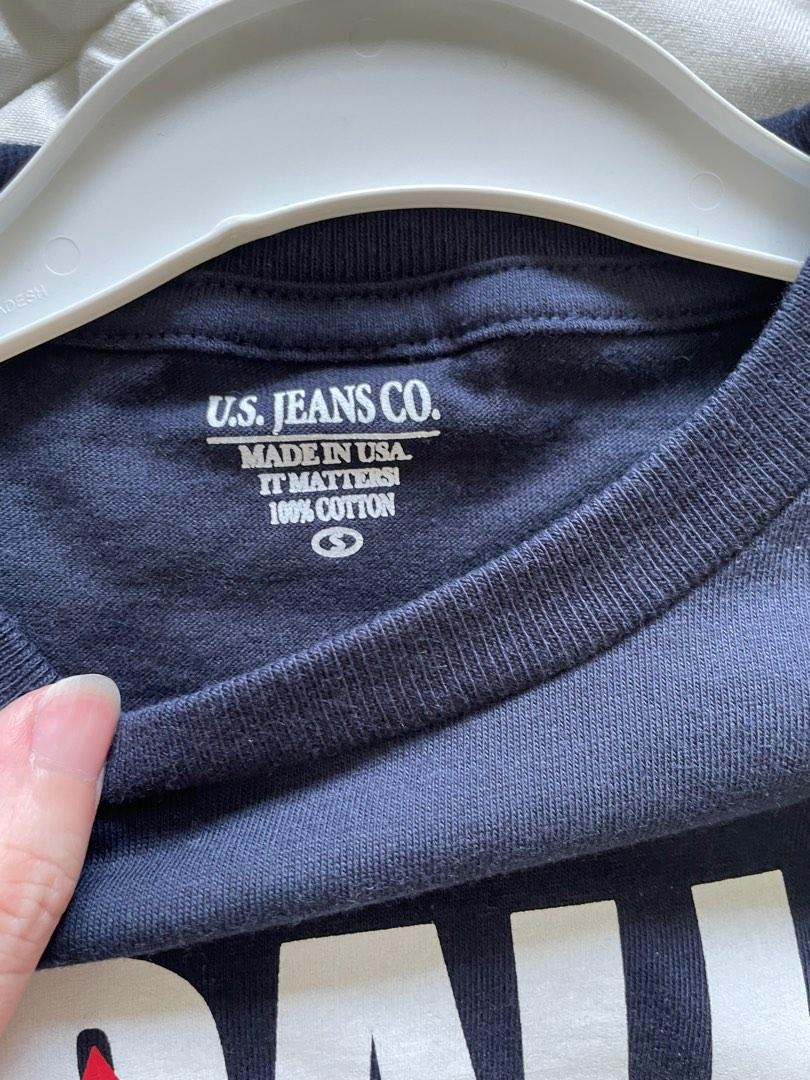 U.S. JEANS CO.
MADE IN USA.
IT MATTERS!
100% COTTON
S